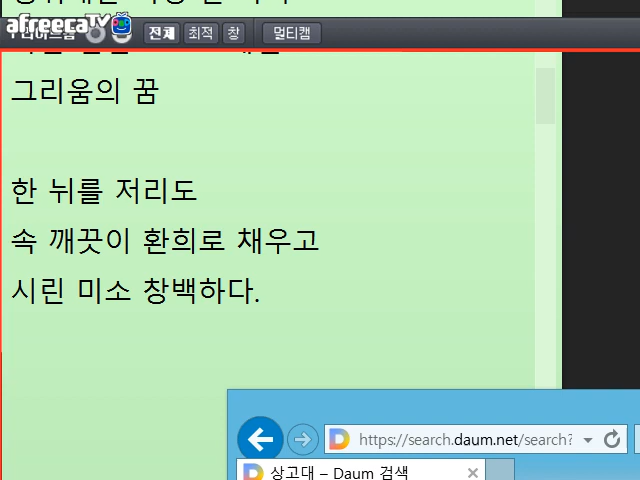 afreecaTV
전체 최적 창 멀티캠
그리움의 꿈
한 뉘를 저리도
속 깨끗이 환희로 채우고
시린 미소 창백하다.
https://search.daum.net/search?
상고대 – Daum 검색